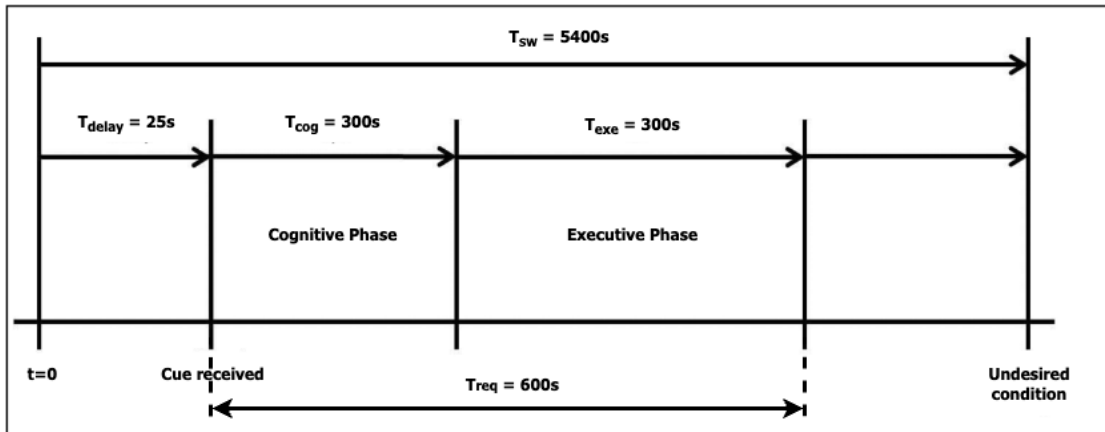 Tsw = 5400s
Tdelay = 25s
Tcog = 300s
Texe = 300s
Cognitive Phase
Executive Phase
t=0
Cue received
Treq = 600s
Undesired
condition